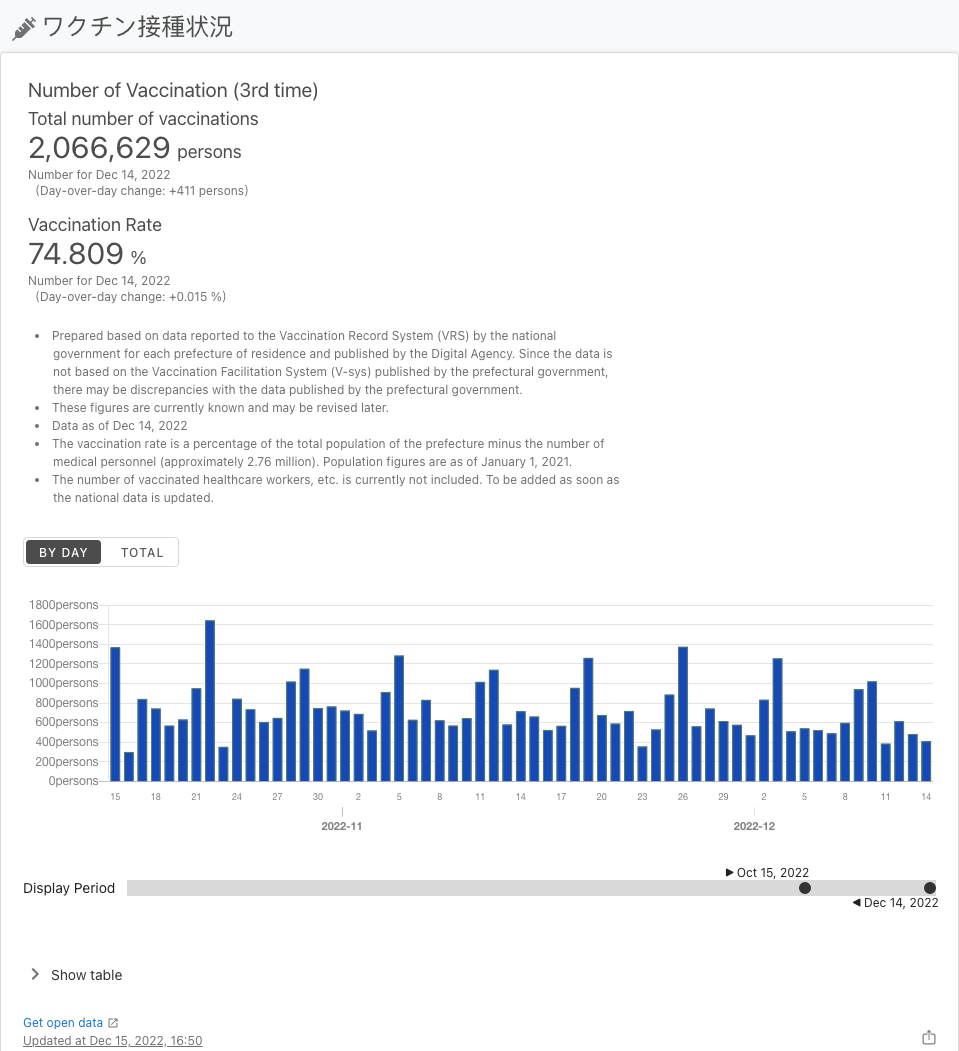 ワクチン接種状況
Number of Vaccination (3rd time)
Total number of vaccinations
2,066,629 persons
Number for Dec 14, 2022
(Day-over-day change: +411 persons)
Vaccination Rate
74.809 %
Number for Dec 14, 2022
(Day-over-day change: +0.015 %)
• Prepared based on data reported to the Vaccination Record System (VRS) by the national
government for each prefecture of residence and published by the Digital Agency. Since the data is
not based on the Vaccination Facilitation System (V-sys) published by the prefectural government,
there may be discrepancies with the data published by the prefectural government.
• These figures are currently known and may be revised later.
• Data as of Dec 14, 2022
• The vaccination rate is a percentage of the total population of the prefecture minus the number of
medical personnel (approximately 2.76 million). Population figures are as of January 1, 2021.
• The number of vaccinated healthcare workers, etc. is currently not included. To be added as soon as
the national data is updated.
BY DAY TOTAL
1800persons
1600persons
1400persons
1200persons
1000persons
800persons
600persons
400persons
200persons
0persons
15 18 21 24 27 30 2 5 8 11 14 17 20 23 26 29 2 5 8 11 14
2022-11 2022-12
Oct 15, 2022
Display Period
Dec 14, 2022
Show table
Get open data
Updated at Dec 15, 2022, 16:50